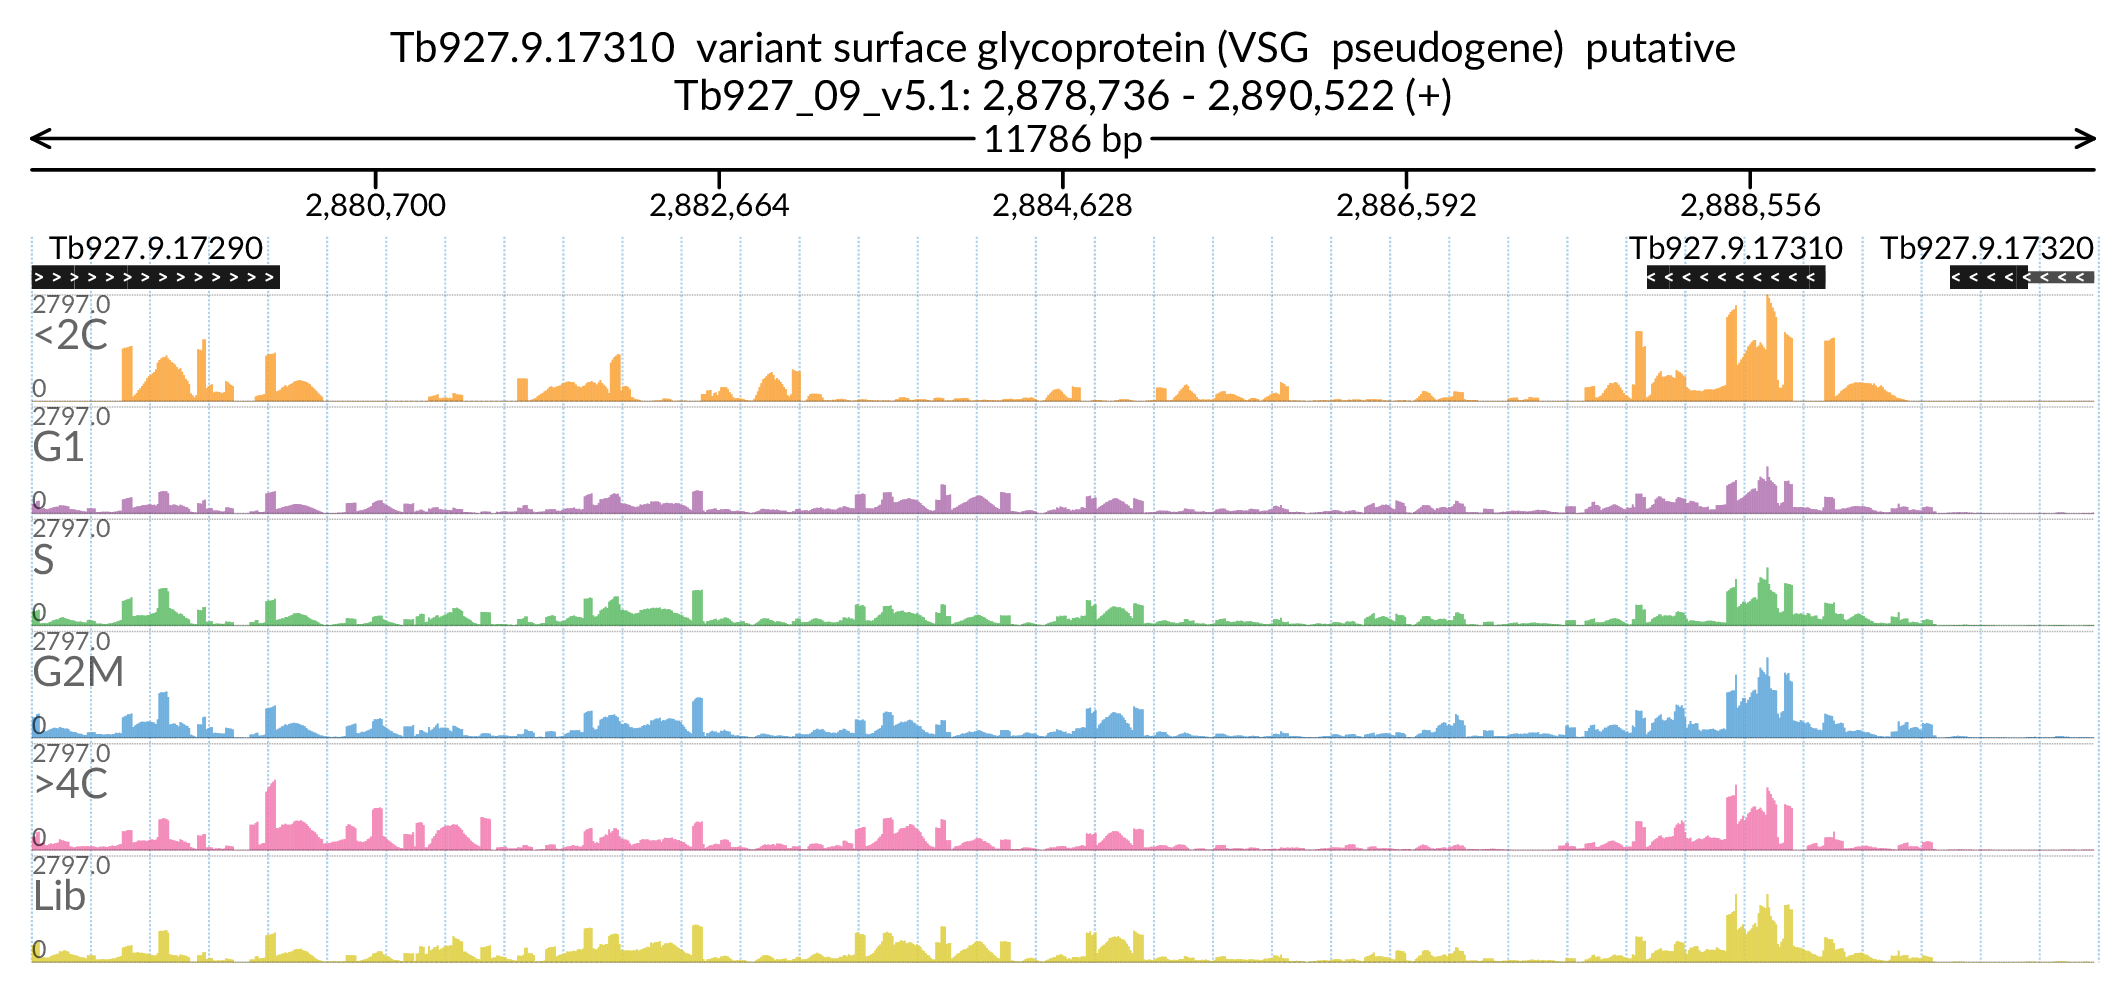 Tb927.9.17310  variant surface glycoprotein (VSG  pseudogene)  putative
Tb927_09_v5.1: 2,878,736 - 2,890,522 (+)
11786 bp
2,880,700 2,882,664 2,884,628 2,886,592 2,888,556
Tb927.9.17290 Tb927.9.17310 Tb927.9.17320
2797.0
<2C
0
2797.0
G1
0
2797.0
S
0
2797.0
G2M
0
2797.0
>4C
0
2797.0
Lib
0